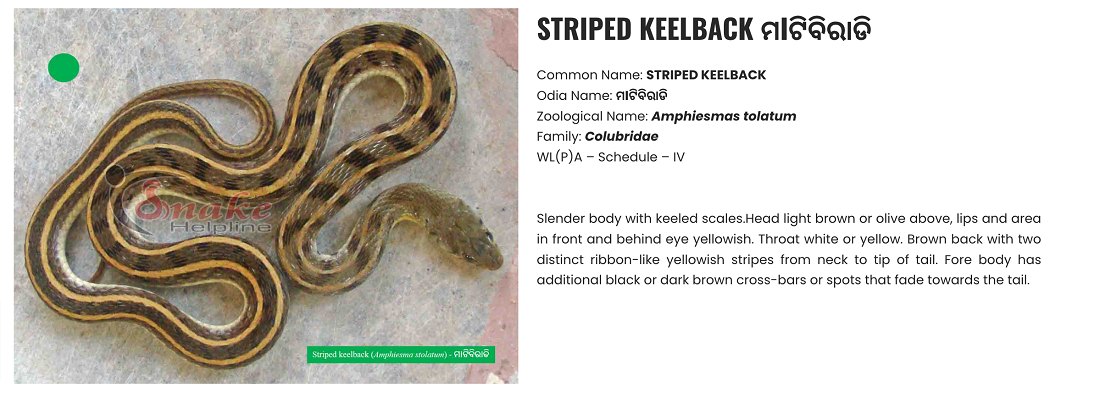 STRIPED KEELBACK ମାଟିବିରାଡି
Common Name: STRIPED KEELBACK
Odia Name: ମାଟିବିରାଡି
Zoological Name: Amphiesmas tolatum
Family: Colubridae
WL(P)A – Schedule – IV
Slender body with keeled scales.Head light brown or olive above, lips and area
in front and behind eye yellowish. Throat white or yellow. Brown back with two
distinct ribbon-like yellowish stripes from neck to tip of tail. Fore body has
additional black or dark brown cross-bars or spots that fade towards the tail.
Snake
Helpline
Striped keelback (Amphiesma stolatum) - ମାଟିବିରାଡି